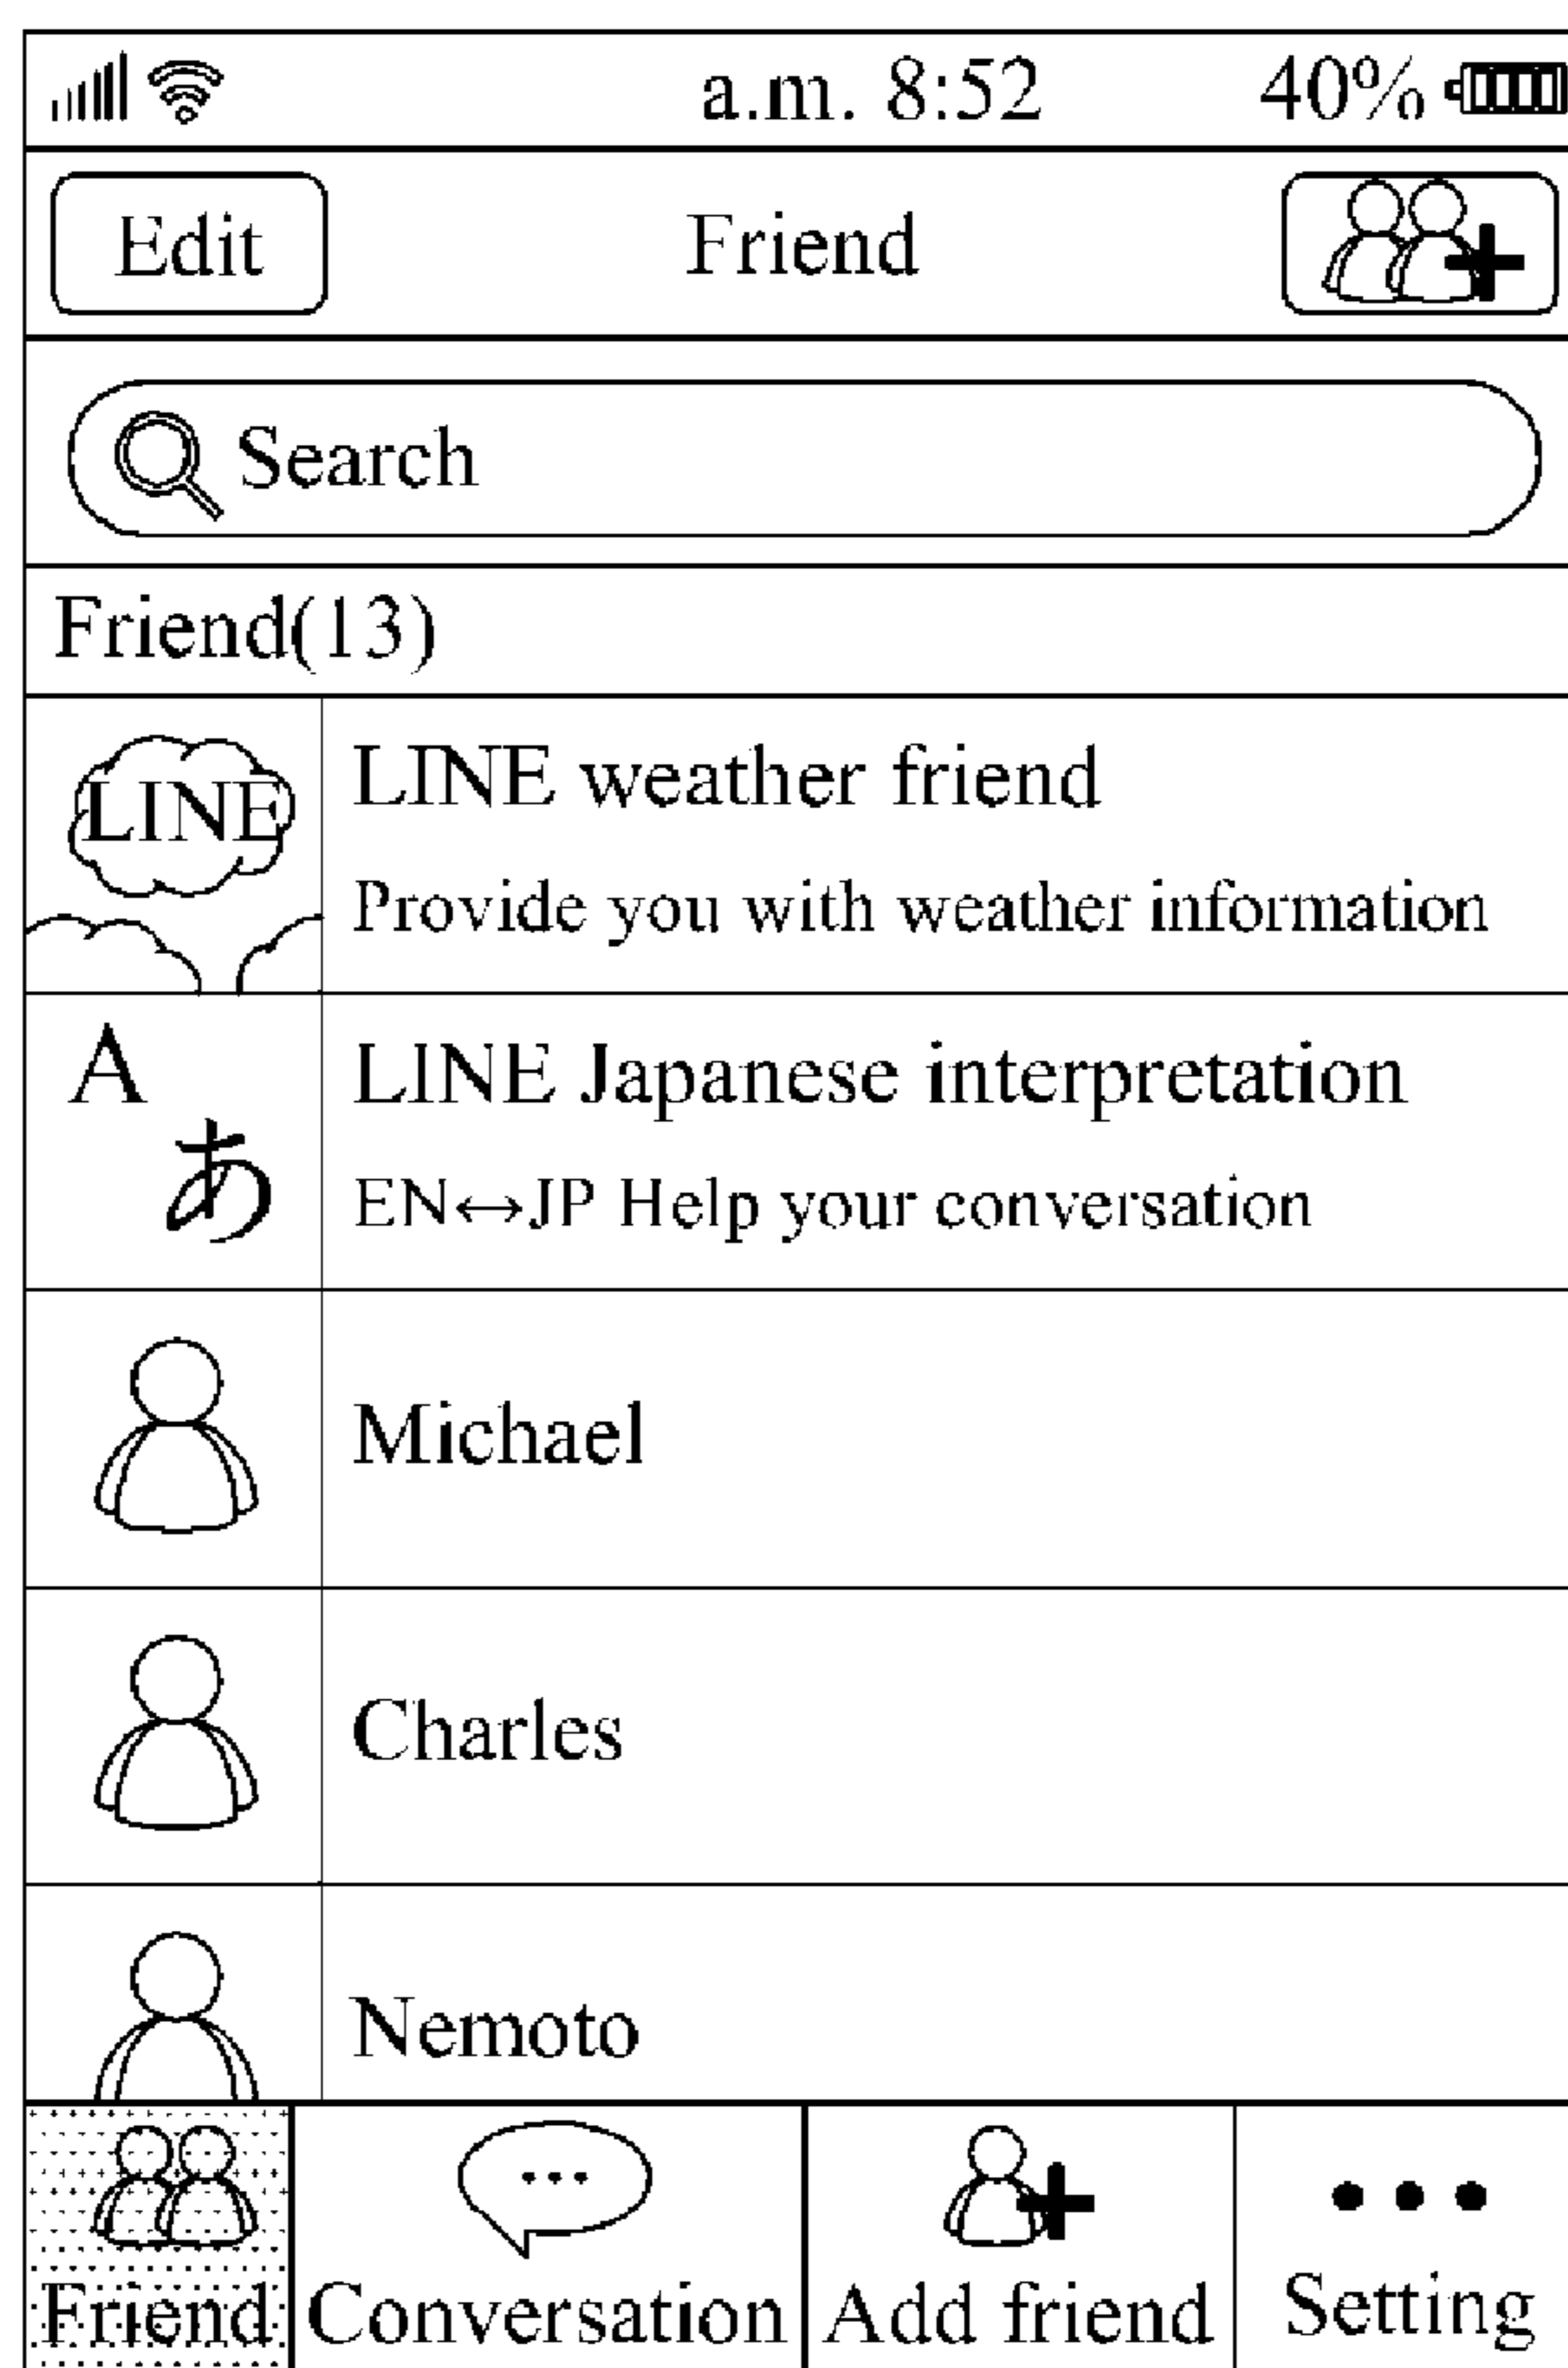 a.m. 8:52 40%
Edit Friend
Search
Friend(13)
LINE
LINE weather friend
Provide you with weather information
A
あ
LINE Japanese interpretation
EN↔JP Help your conversation
Michael
Charles
Nemoto
Friend Conversation Add friend Setting